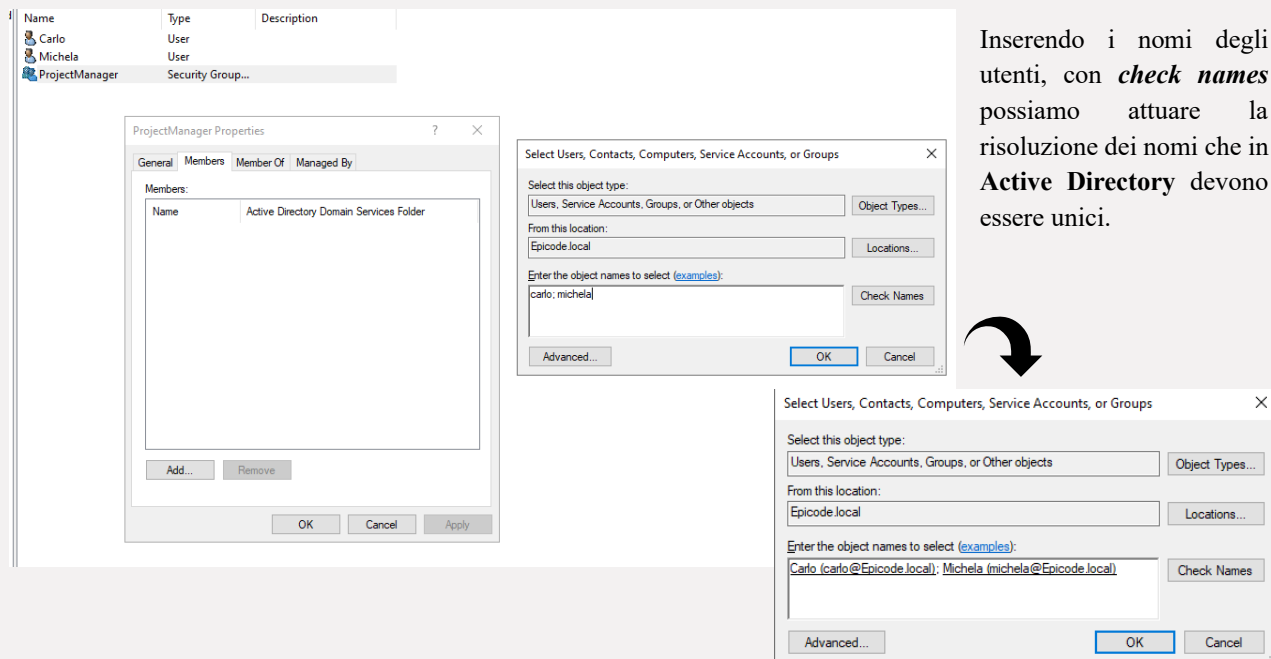 Name Type Description
Carlo User
Michela User
ProjectManager Security Group...
Inserendo i nomi degli
utenti, con check names
possiamo attuare la
risoluzione dei nomi che in
Active Directory devono
essere unici.
ProjectManager Properties ? ×
General Members Member Of Managed By
Members:
Name Active Directory Domain Services Folder
Add... Remove
OK Cancel Apply
Select Users, Contacts, Computers, Service Accounts, or Groups ×
Select this object type:
Users, Service Accounts, Groups, or Other objects Object Types...
From this location:
Epicode.local Locations...
Enter the object names to select (examples):
carlo; michela Check Names
Advanced... OK Cancel
Select Users, Contacts, Computers, Service Accounts, or Groups ×
Select this object type:
Users, Service Accounts, Groups, or Other objects Object Types...
From this location:
Epicode.local Locations...
Enter the object names to select (examples):
Carlo (carlo@Epicode.local); Michela (michela@Epicode.local) Check Names
Advanced... OK Cancel